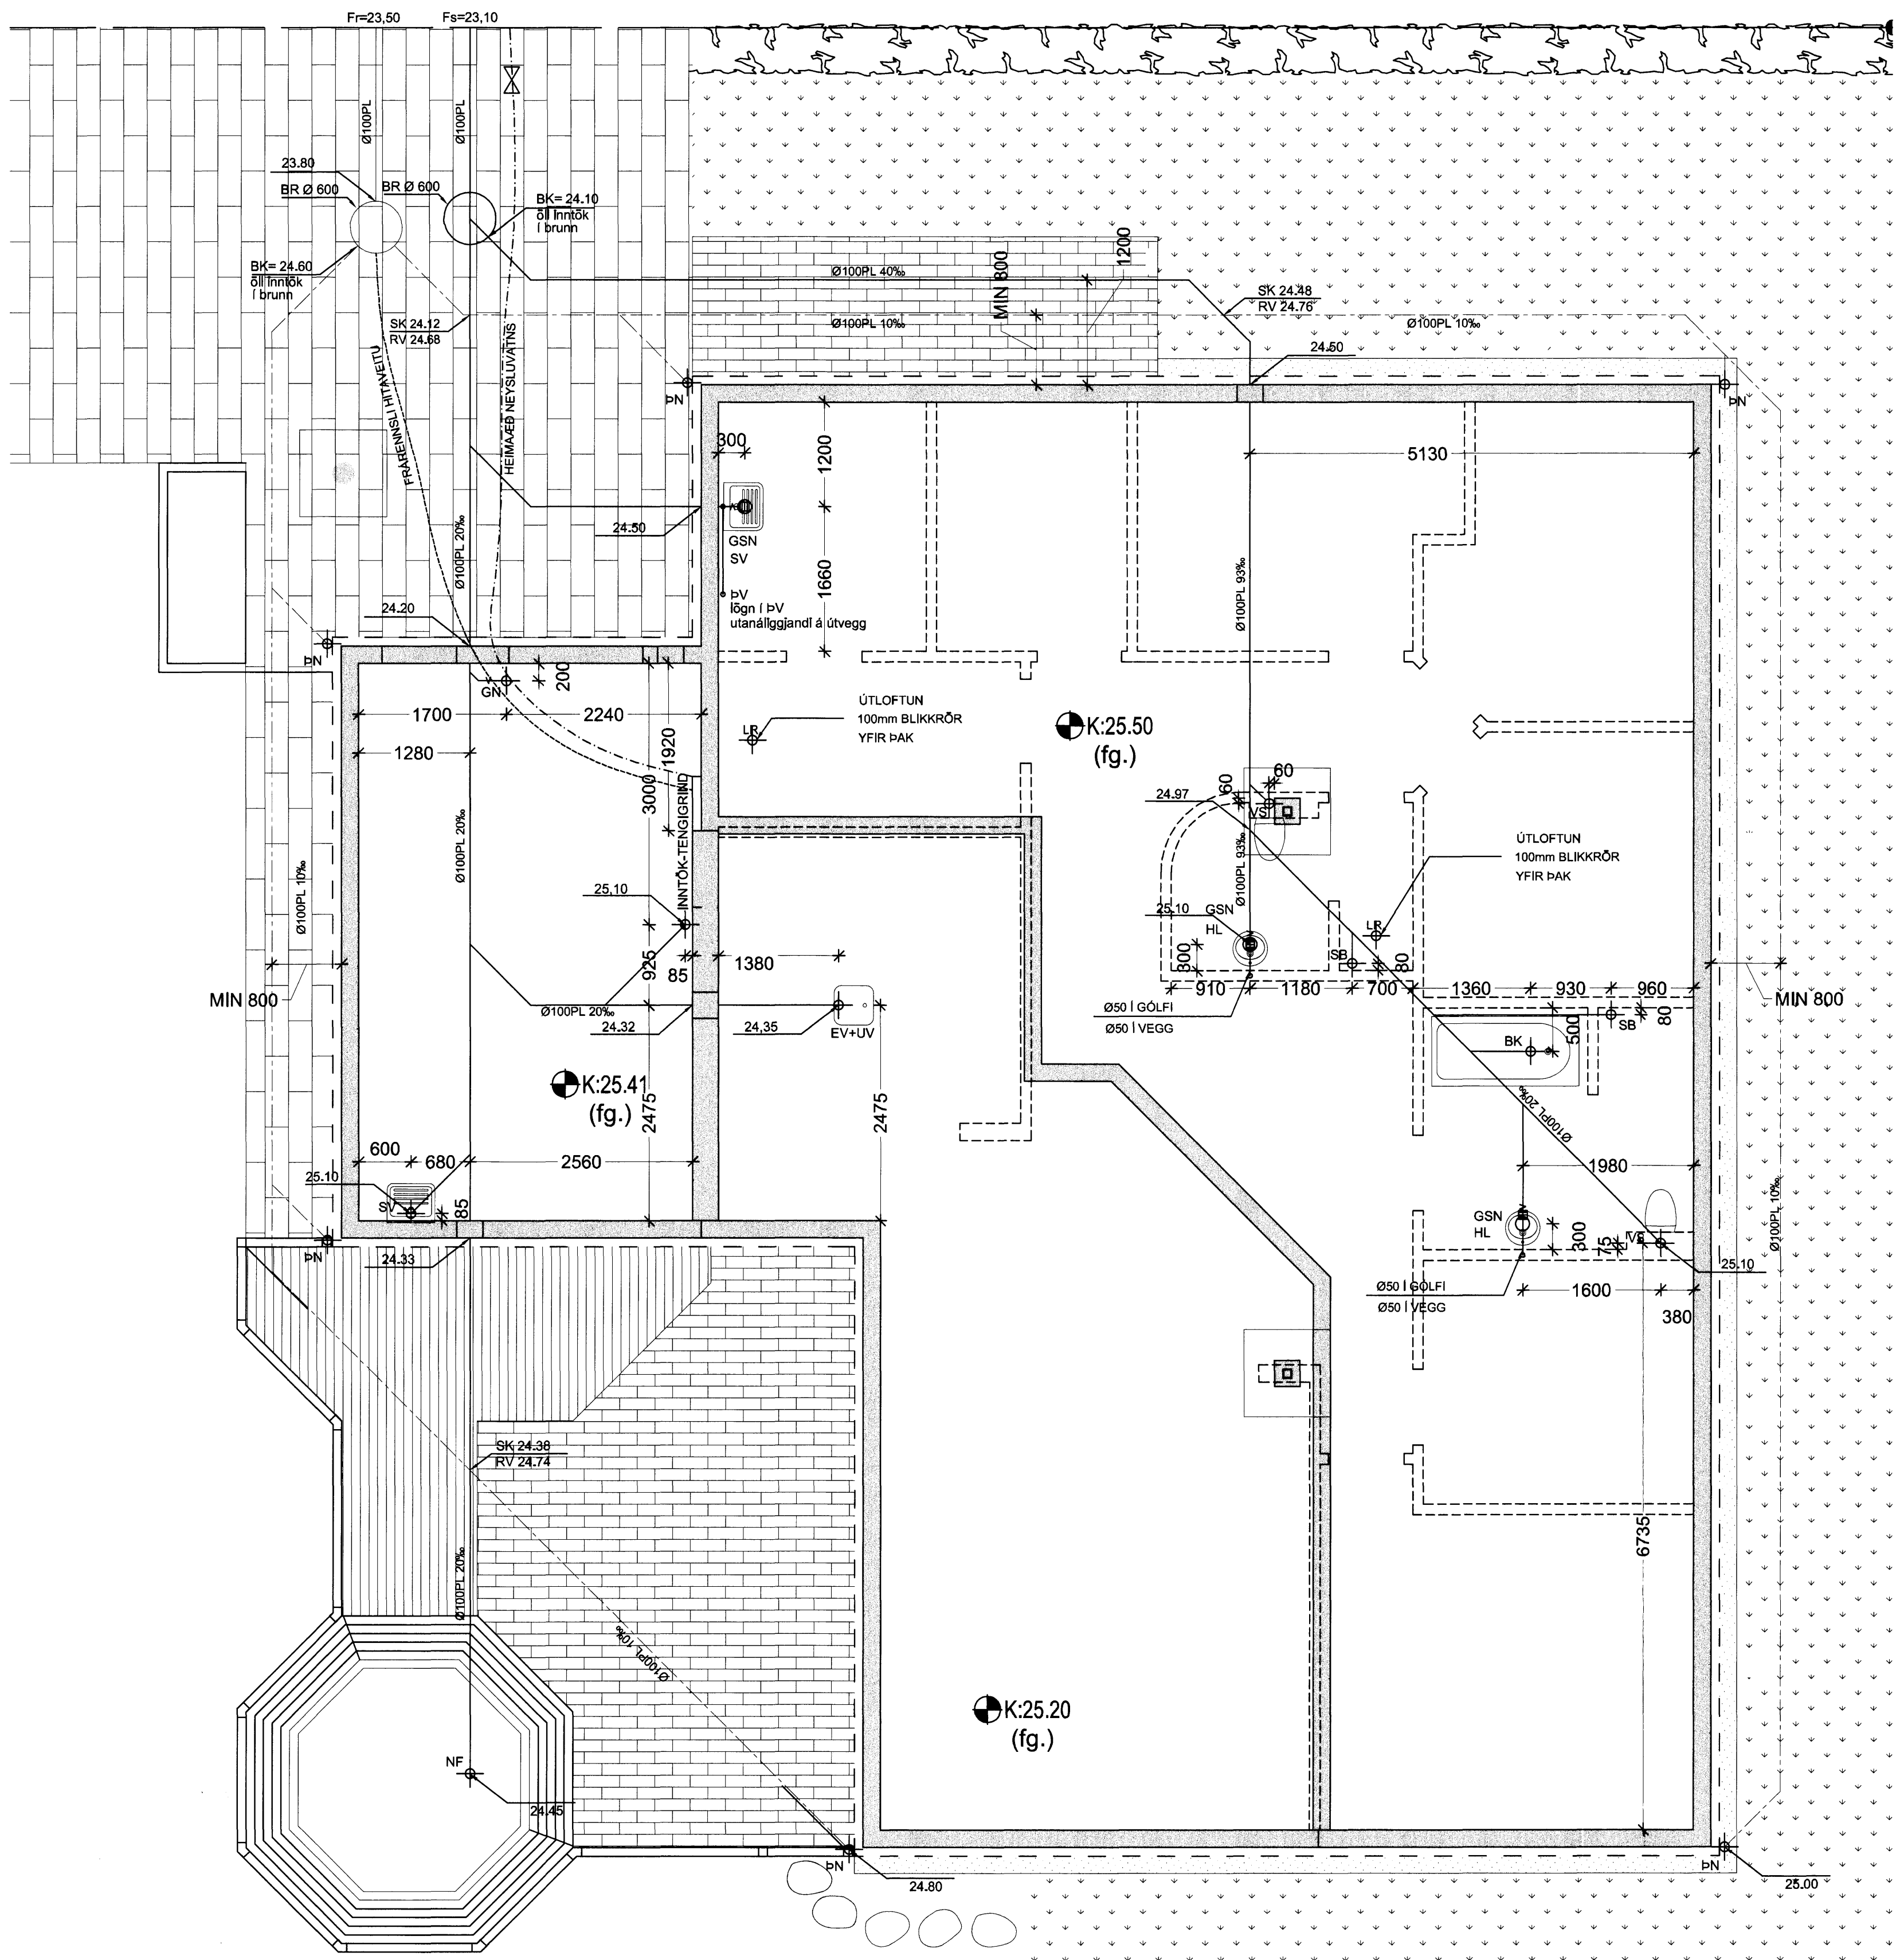 Fr=23,50
Fs=23,10
Ø100PL
Ø100PL
23.80
BR Ø 600
BR Ø 600
BK= 24.10
öll inntök
í brunn
BK= 24.60
öll inntök
í brunn
Ø100PL 40‰
MIN 800
1200
SK 24.48
RV 24.76
SK 24.12
RV 24.68
Ø100PL 10‰
Ø100PL 10‰
24.50
FRÁRENNSLI HITAVEITU
HEIMAÆÐ NEYSLUVATNS
ÞN
ÞN
300
1200
5130
24.50
GSN
SV
Ø100PL 20‰
1660
Ø100PL 93‰
ÞV
lögn í ÞV
utanáliggjandi á útvegg
24.20
ÞN
GN
200
1700
2240
1280
1920
3000
LR
ÚTLOFTUN
100mm BLIKKRÖR
YFIR ÞAK
K:25.50
(fg.)
60
60
24.97
VS
INNTÖK-TENGIGRIND
Ø100PL 20‰
Ø100PL 93‰
ÚTLOFTUN
100mm BLIKKRÖR
YFIR ÞAK
Ø100PL 10‰
25.10
25.10
GSN
HL
LR
300
SB
80
925
85
1380
MIN 800
910
1180
700
1360
930
960
MIN 800
Ø100PL 20‰
24.32
24,35
EV+UV
Ø50 Í GÓLFI
Ø50 Í VEGG
500
SB
80
BK
K:25.41
(fg.)
2475
2475
Ø100PL 20‰
600
680
2560
1980
25.10
SV
85
GSN
HL
300
75
VS
Ø100PL 10‰
ÞN
24.33
25.10
Ø50 Í GÓLFI
Ø50 Í VEGG
1600
380
SK 24.38
RV 24.74
Ø100PL 20‰
6735
Ø100PL 10‰
K:25.20
(fg.)
NF
24.45
ÞN
24.80
ÞN
25.00